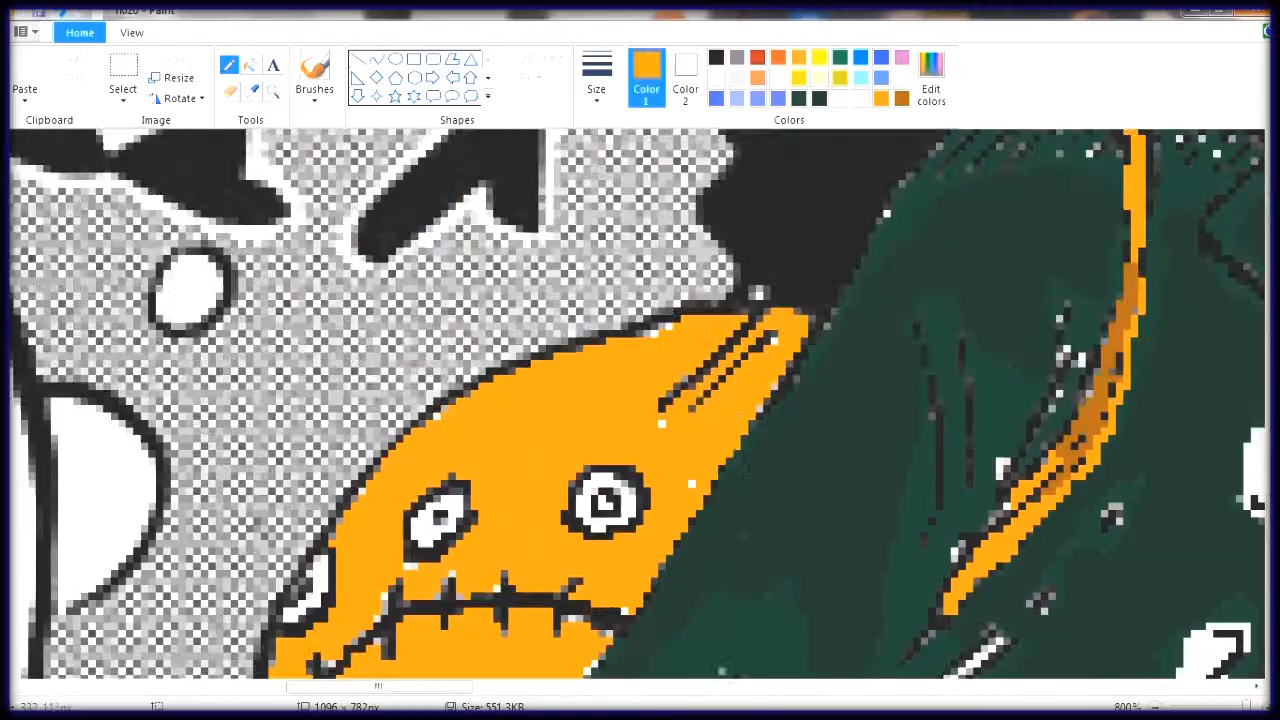 Home View
Paste
Select
Resize
Rotate
A
Brushes
Size
Color 1
Color 2
Edit colors
Clipboard Image Tools Shapes Colors
1096 × 782px
Size: 551.3KB
800%